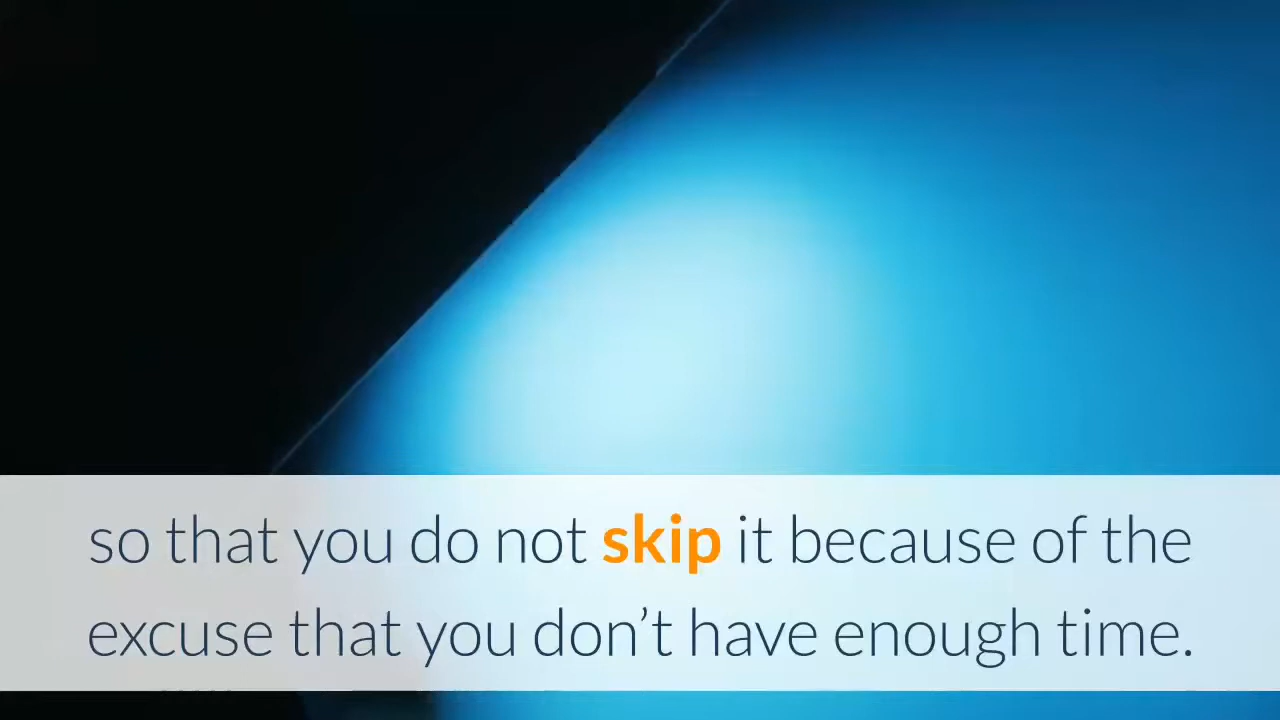 so that you do not skip it because of the
excuse that you don’t have enough time.